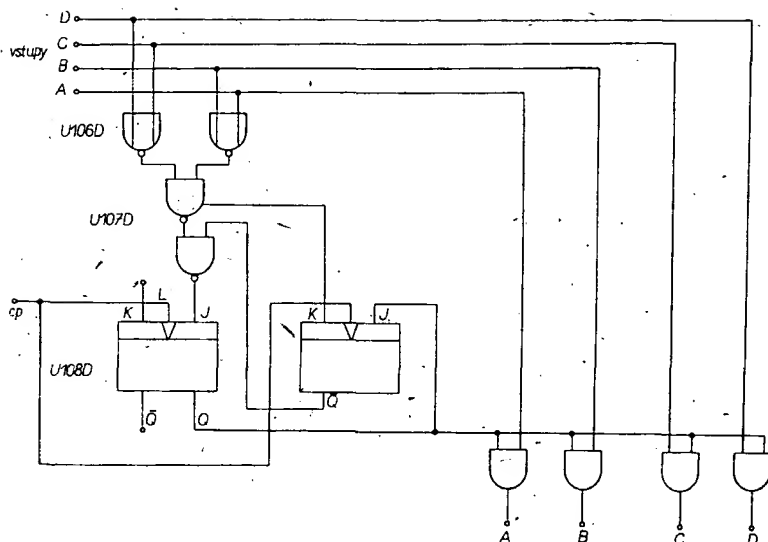 D
vstupy C
B
A
U106D
U107D
cp
K L J
K J
U108D
Q̄ Q
Q̄
A B C D